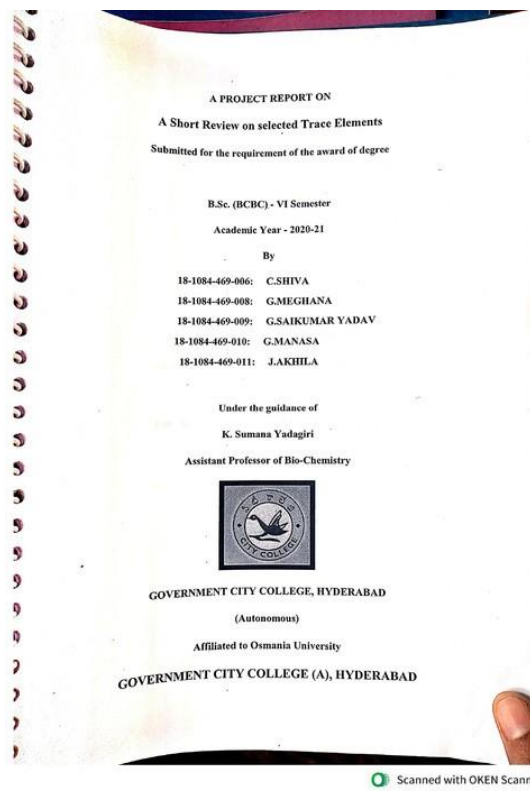 A PROJECT REPORT ON
A Short Review on selected Trace Elements
Submitted for the requirement of the award of degree
B.Sc. (BCBC) - VI Semester
Academic Year - 2020-21
By
18-1084-469-006: C.SHIVA
18-1084-469-008: G.MEGHANA
18-1084-469-009: G.SAIKUMAR YADAV
18-1084-469-010: G.MANASA
18-1084-469-011: J.AKHILA
Under the guidance of
K. Sumana Yadagiri
Assistant Professor of Bio-Chemistry
CITY COLLEGE
GOVERNMENT CITY COLLEGE, HYDERABAD
(Autonomous)
Affiliated to Osmania University
GOVERNMENT CITY COLLEGE (A), HYDERABAD
Scanned with OKEN Scann